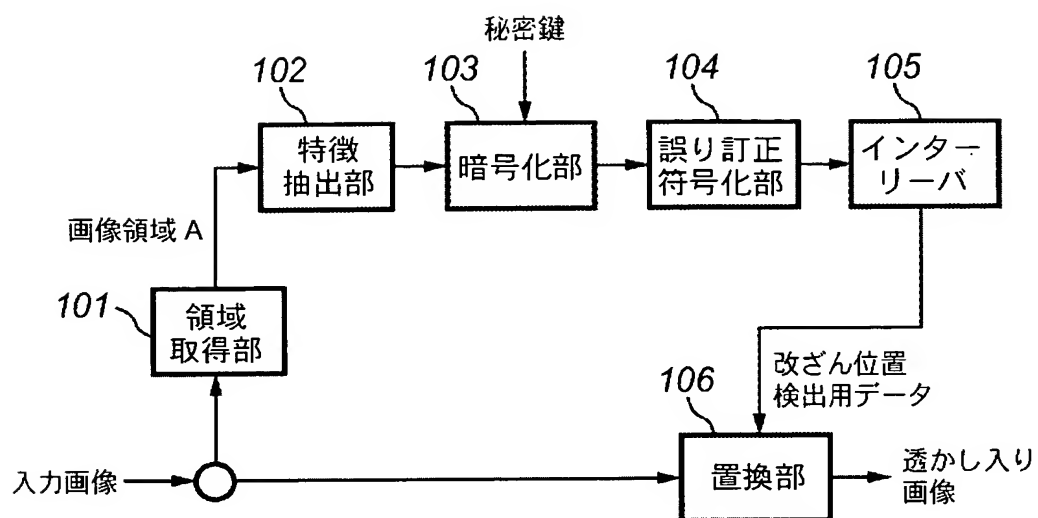 秘密鍵
102
103
104
105
特徴
抽出部
暗号化部
誤り訂正
符号化部
インター
リーバ
画像領域 A
101
領域
取得部
改ざん位置
検出用データ
106
入力画像
置換部
透かし入り
画像